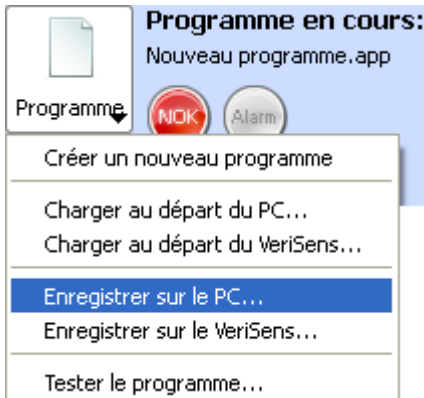 Programme en cours:
Nouveau programme.app
Programme
NOK
Alarm
Créer un nouveau programme
Charger au départ du PC...
Charger au départ du VeriSens...
Enregistrer sur le PC...
Enregistrer sur le VeriSens...
Tester le programme...